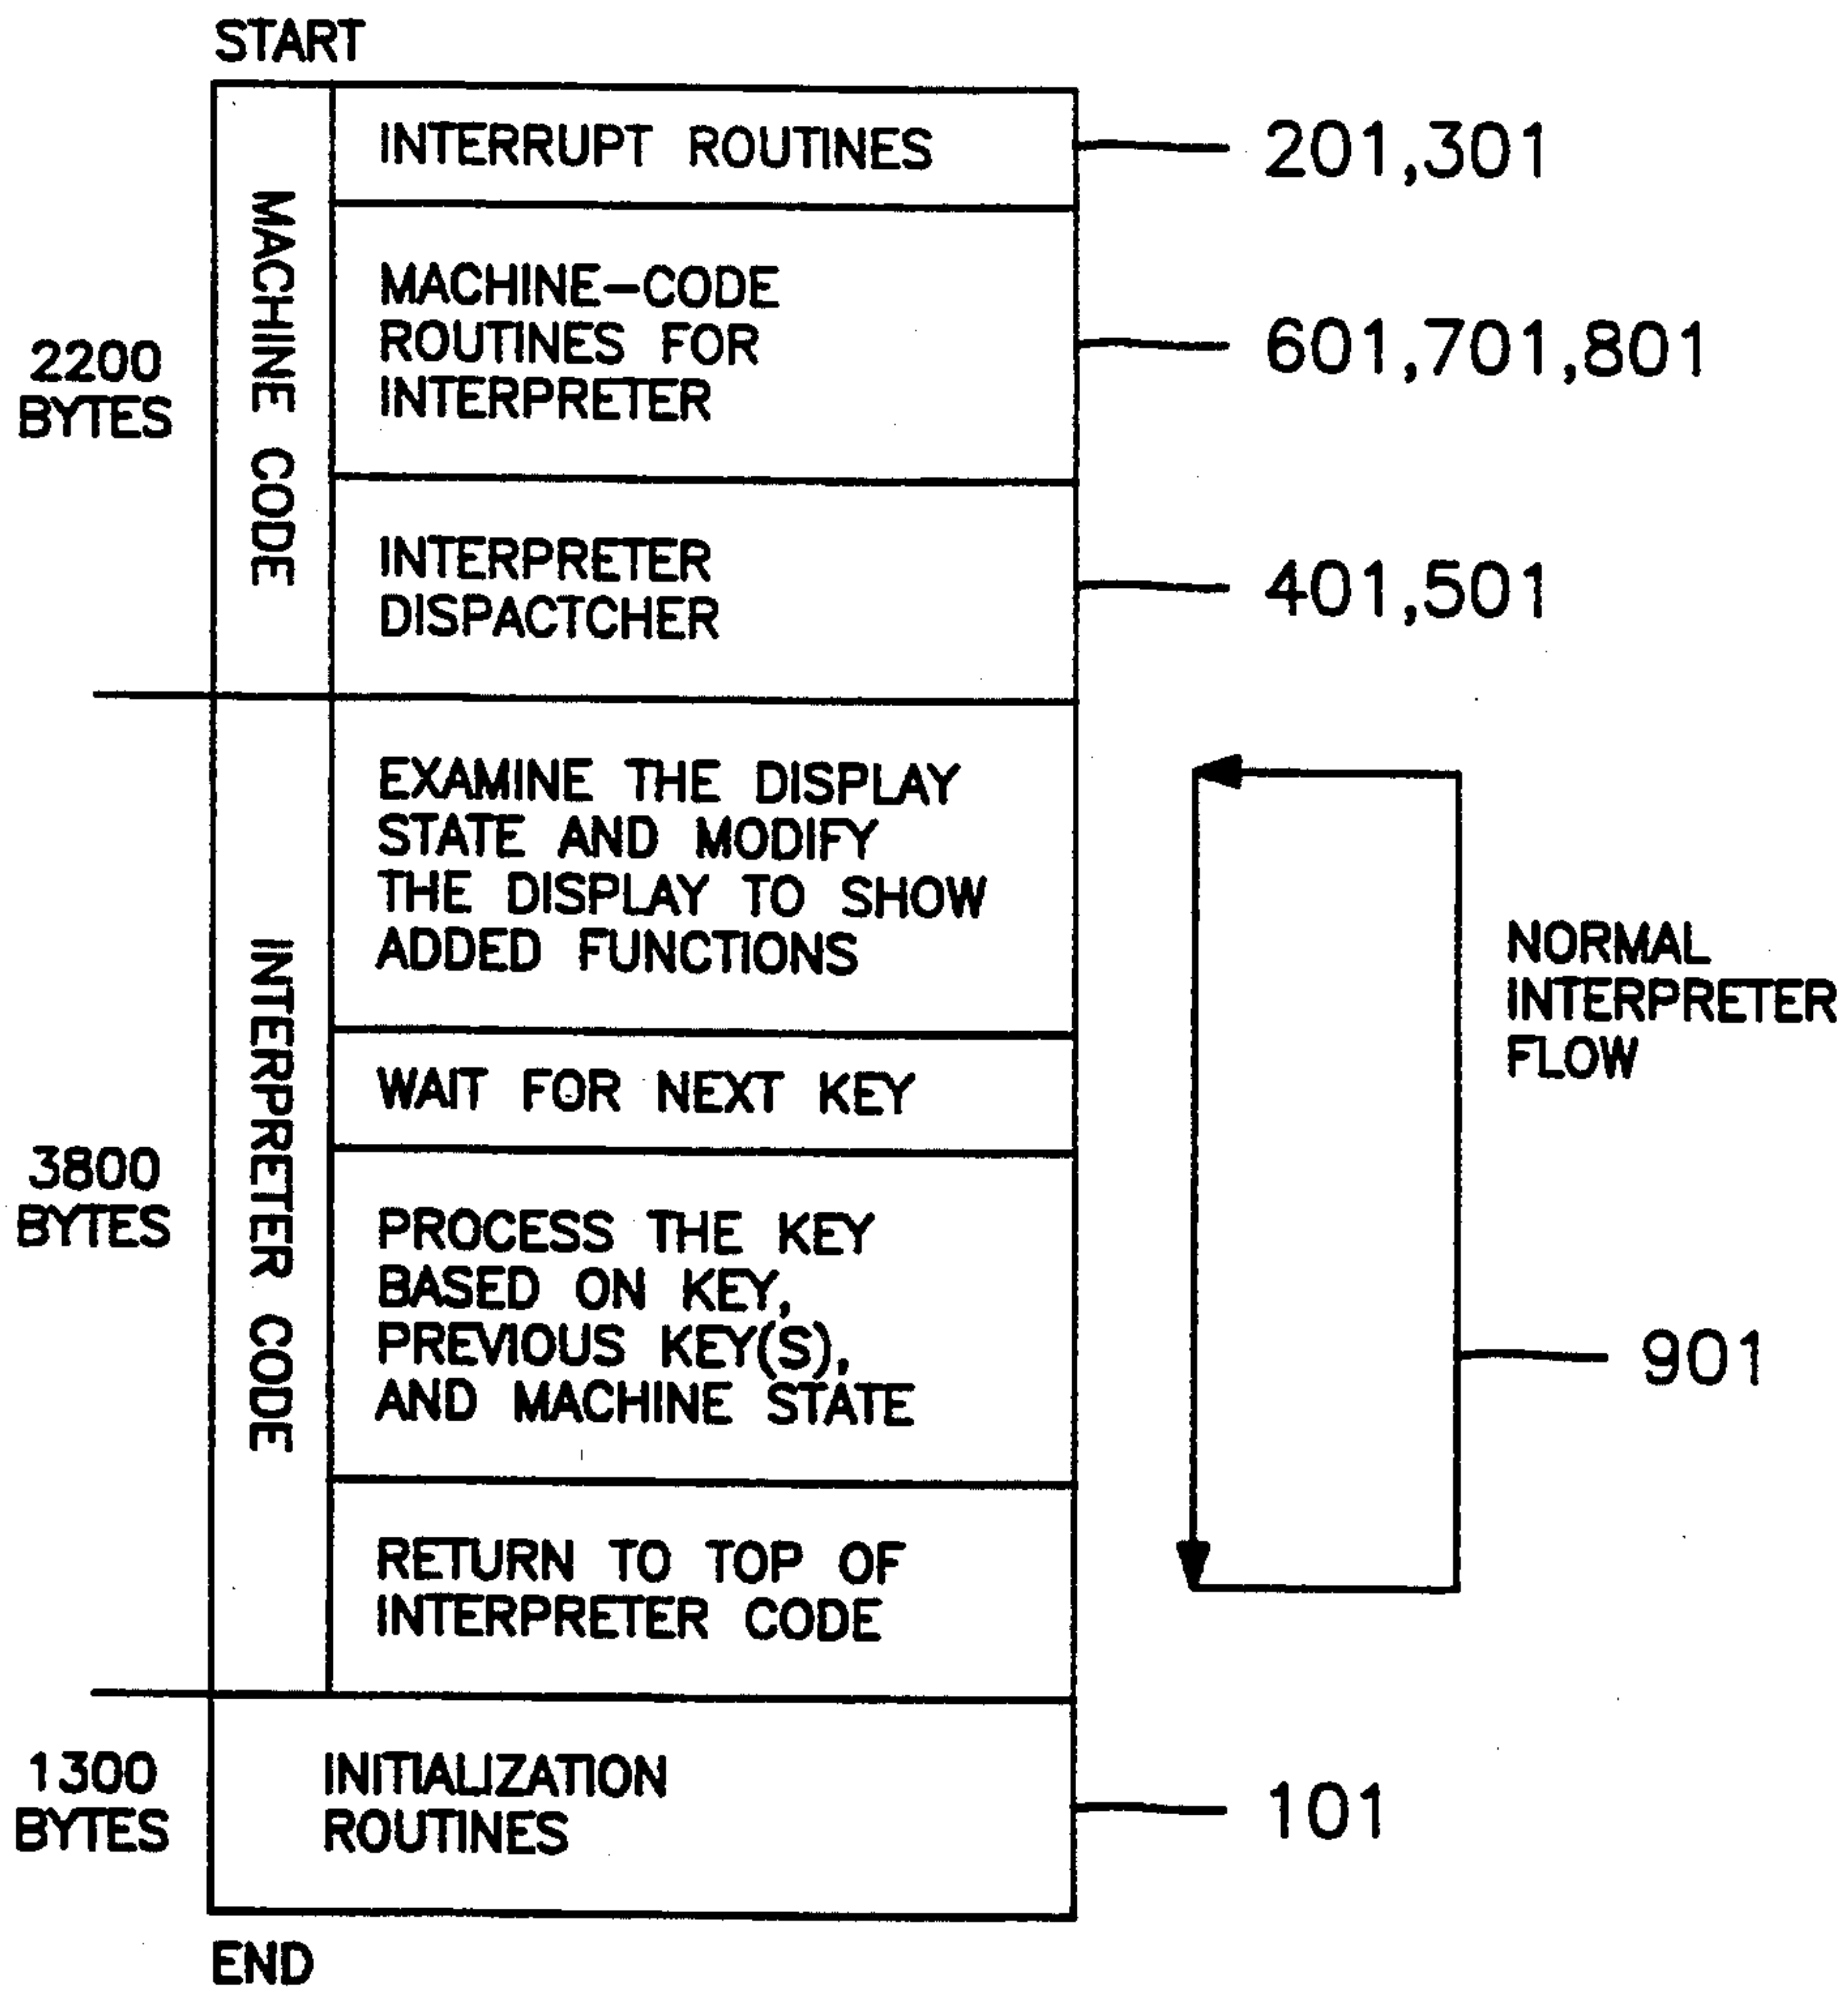 START
INTERRUPT ROUTINES
201,301
MACHINE CODE
MACHINE-CODE
ROUTINES FOR
INTERPRETER
601,701,801
2200
BYTES
INTERPRETER
DISPACTCHER
401,501
EXAMINE THE DISPLAY
STATE AND MODIFY
THE DISPLAY TO SHOW
ADDED FUNCTIONS
NORMAL
INTERPRETER
FLOW
INTERPRETER CODE
WAIT FOR NEXT KEY
3800
BYTES
PROCESS THE KEY
BASED ON KEY,
PREVIOUS KEY(S),
AND MACHINE STATE
901
RETURN TO TOP OF
INTERPRETER CODE
1300
BYTES
INITIALIZATION
ROUTINES
101
END